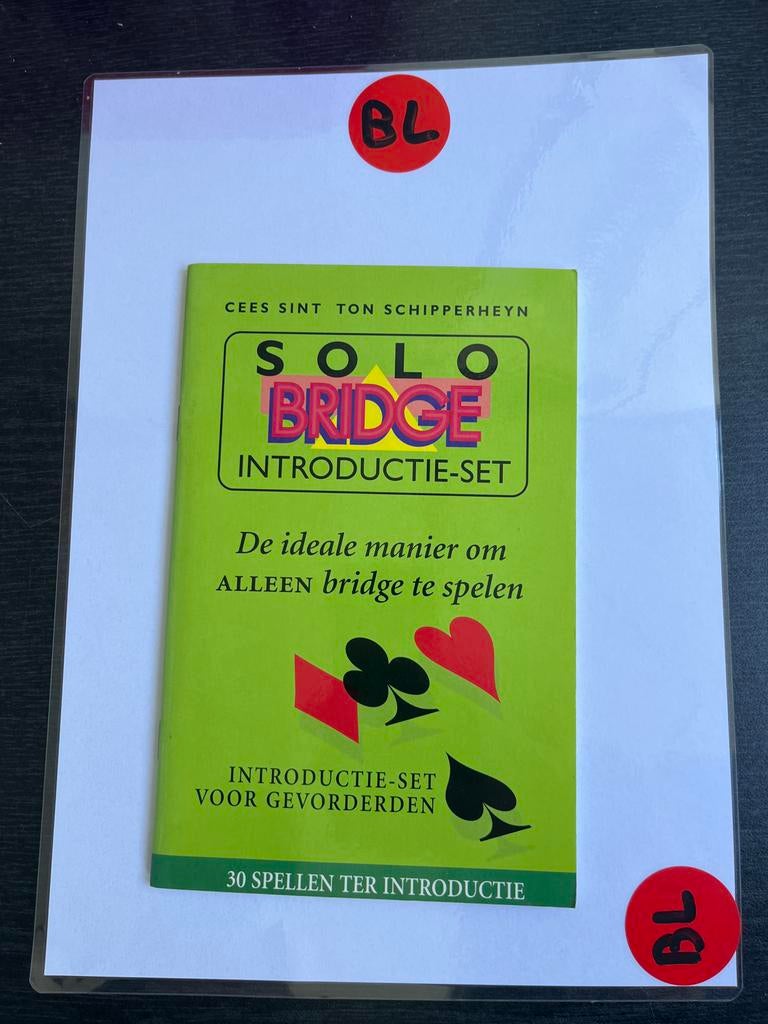 BL
CEES SINT TON SCHIPPERHEYN
SOLO
BRIDGE
INTRODUCTIE-SET
De ideale manier om
ALLEEN bridge te spelen
INTRODUCTIE-SET
VOOR GEVORDERDEN
30 SPELLEN TER INTRODUCTIE
BL